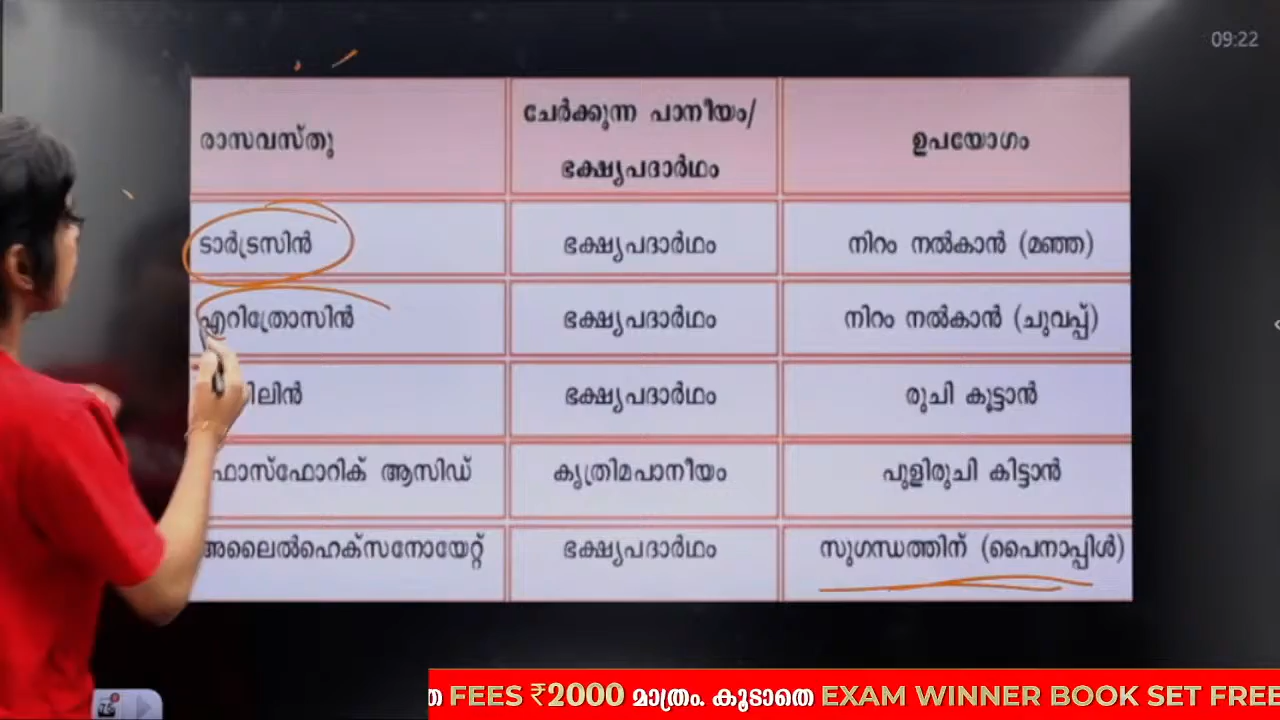 09:22
രാസവസ്തു
ചേർക്കുന്ന പാനീയം/
ഭക്ഷ്യപദാർഥം
ഉപയോഗം
ടാർട്രസിൻ
ഭക്ഷ്യപദാർഥം
നിറം നൽകാൻ (മഞ്ഞ)
എറിത്രോസിൻ
ഭക്ഷ്യപദാർഥം
നിറം നൽകാൻ (ചുവപ്പ്)
ഭക്ഷ്യപദാർഥം
രുചി കൂട്ടാൻ
ഫോസ്ഫോറിക് ആസിഡ്
കൃത്രിമപാനീയം
പുളിരുചി കിട്ടാൻ
അലൈൽഹെക്സനോയേറ്റ്
ഭക്ഷ്യപദാർഥം
സുഗന്ധത്തിന് (പൈനാപ്പിൾ)
FEES ₹2000 മാത്രം. കൂടാതെ EXAM WINNER BOOK SET FREE